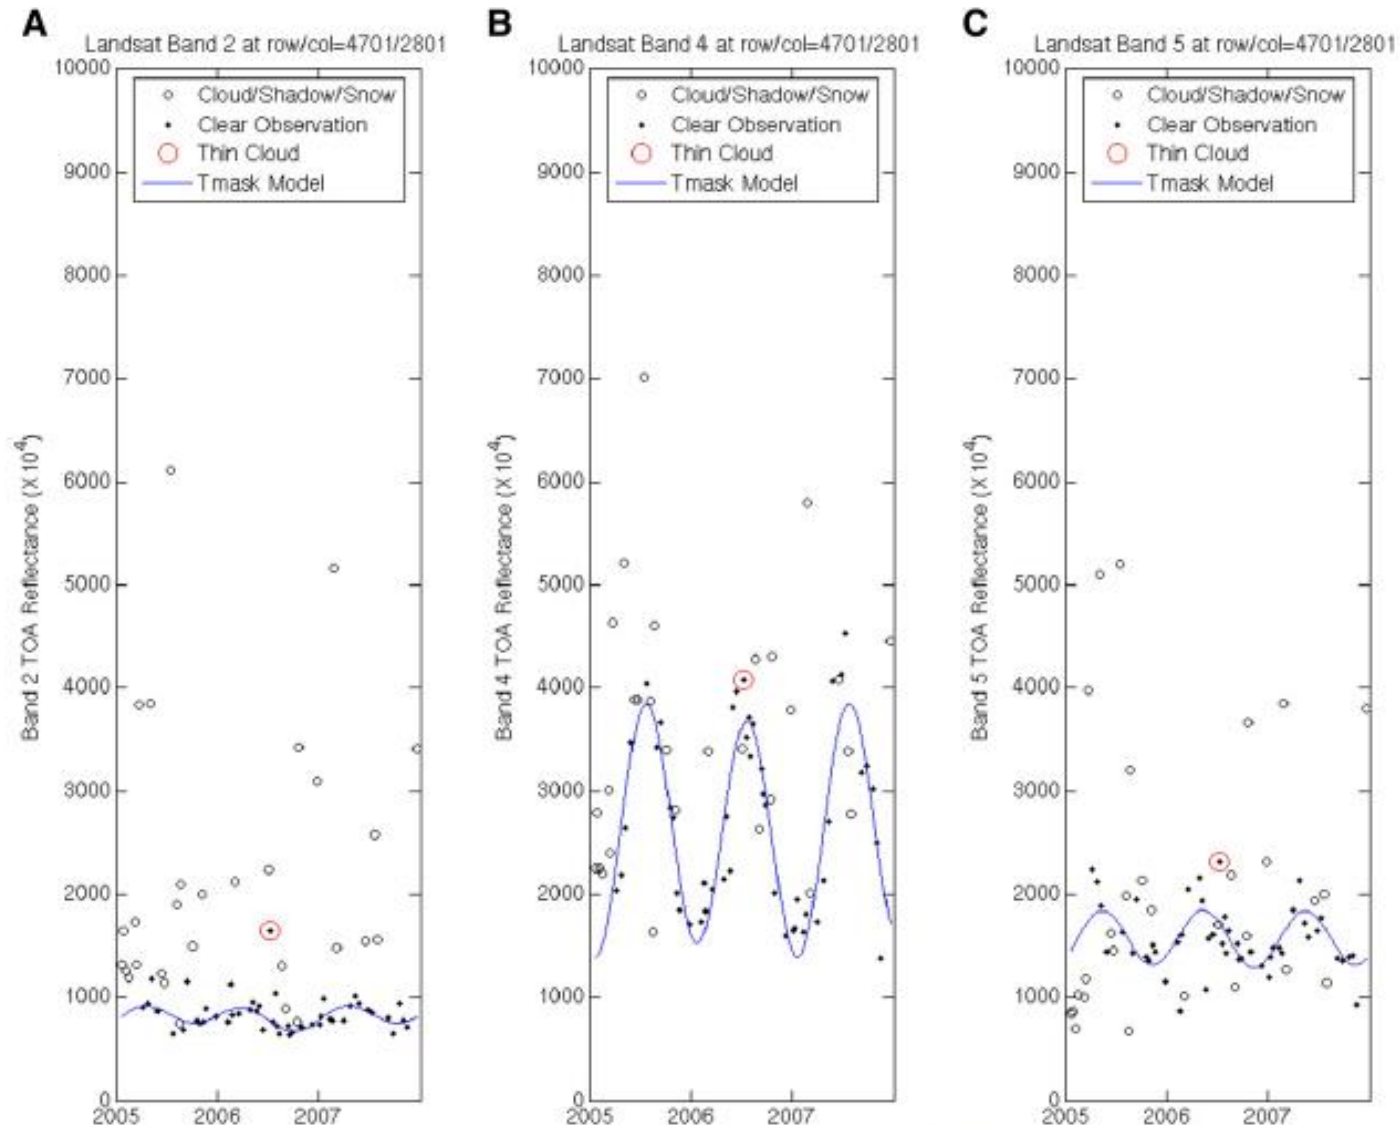 A
Landsat Band 2 at row/col=4701/2801
10000
9000
8000
7000
6000
5000
4000
3000
2000
1000
0
2005
2006
2007
Band 2 TOA Reflectance (X 10^4)
Cloud/Shadow/Snow
Clear Observation
Thin Cloud
Tmask Model
B
Landsat Band 4 at row/col=4701/2801
10000
9000
8000
7000
6000
5000
4000
3000
2000
1000
0
2005
2006
2007
Band 4 TOA Reflectance (X 10^4)
Cloud/Shadow/Snow
Clear Observation
Thin Cloud
Tmask Model
C
Landsat Band 5 at row/col=4701/2801
10000
9000
8000
7000
6000
5000
4000
3000
2000
1000
0
2005
2006
2007
Band 5 TOA Reflectance (X 10^4)
Cloud/Shadow/Snow
Clear Observation
Thin Cloud
Tmask Model